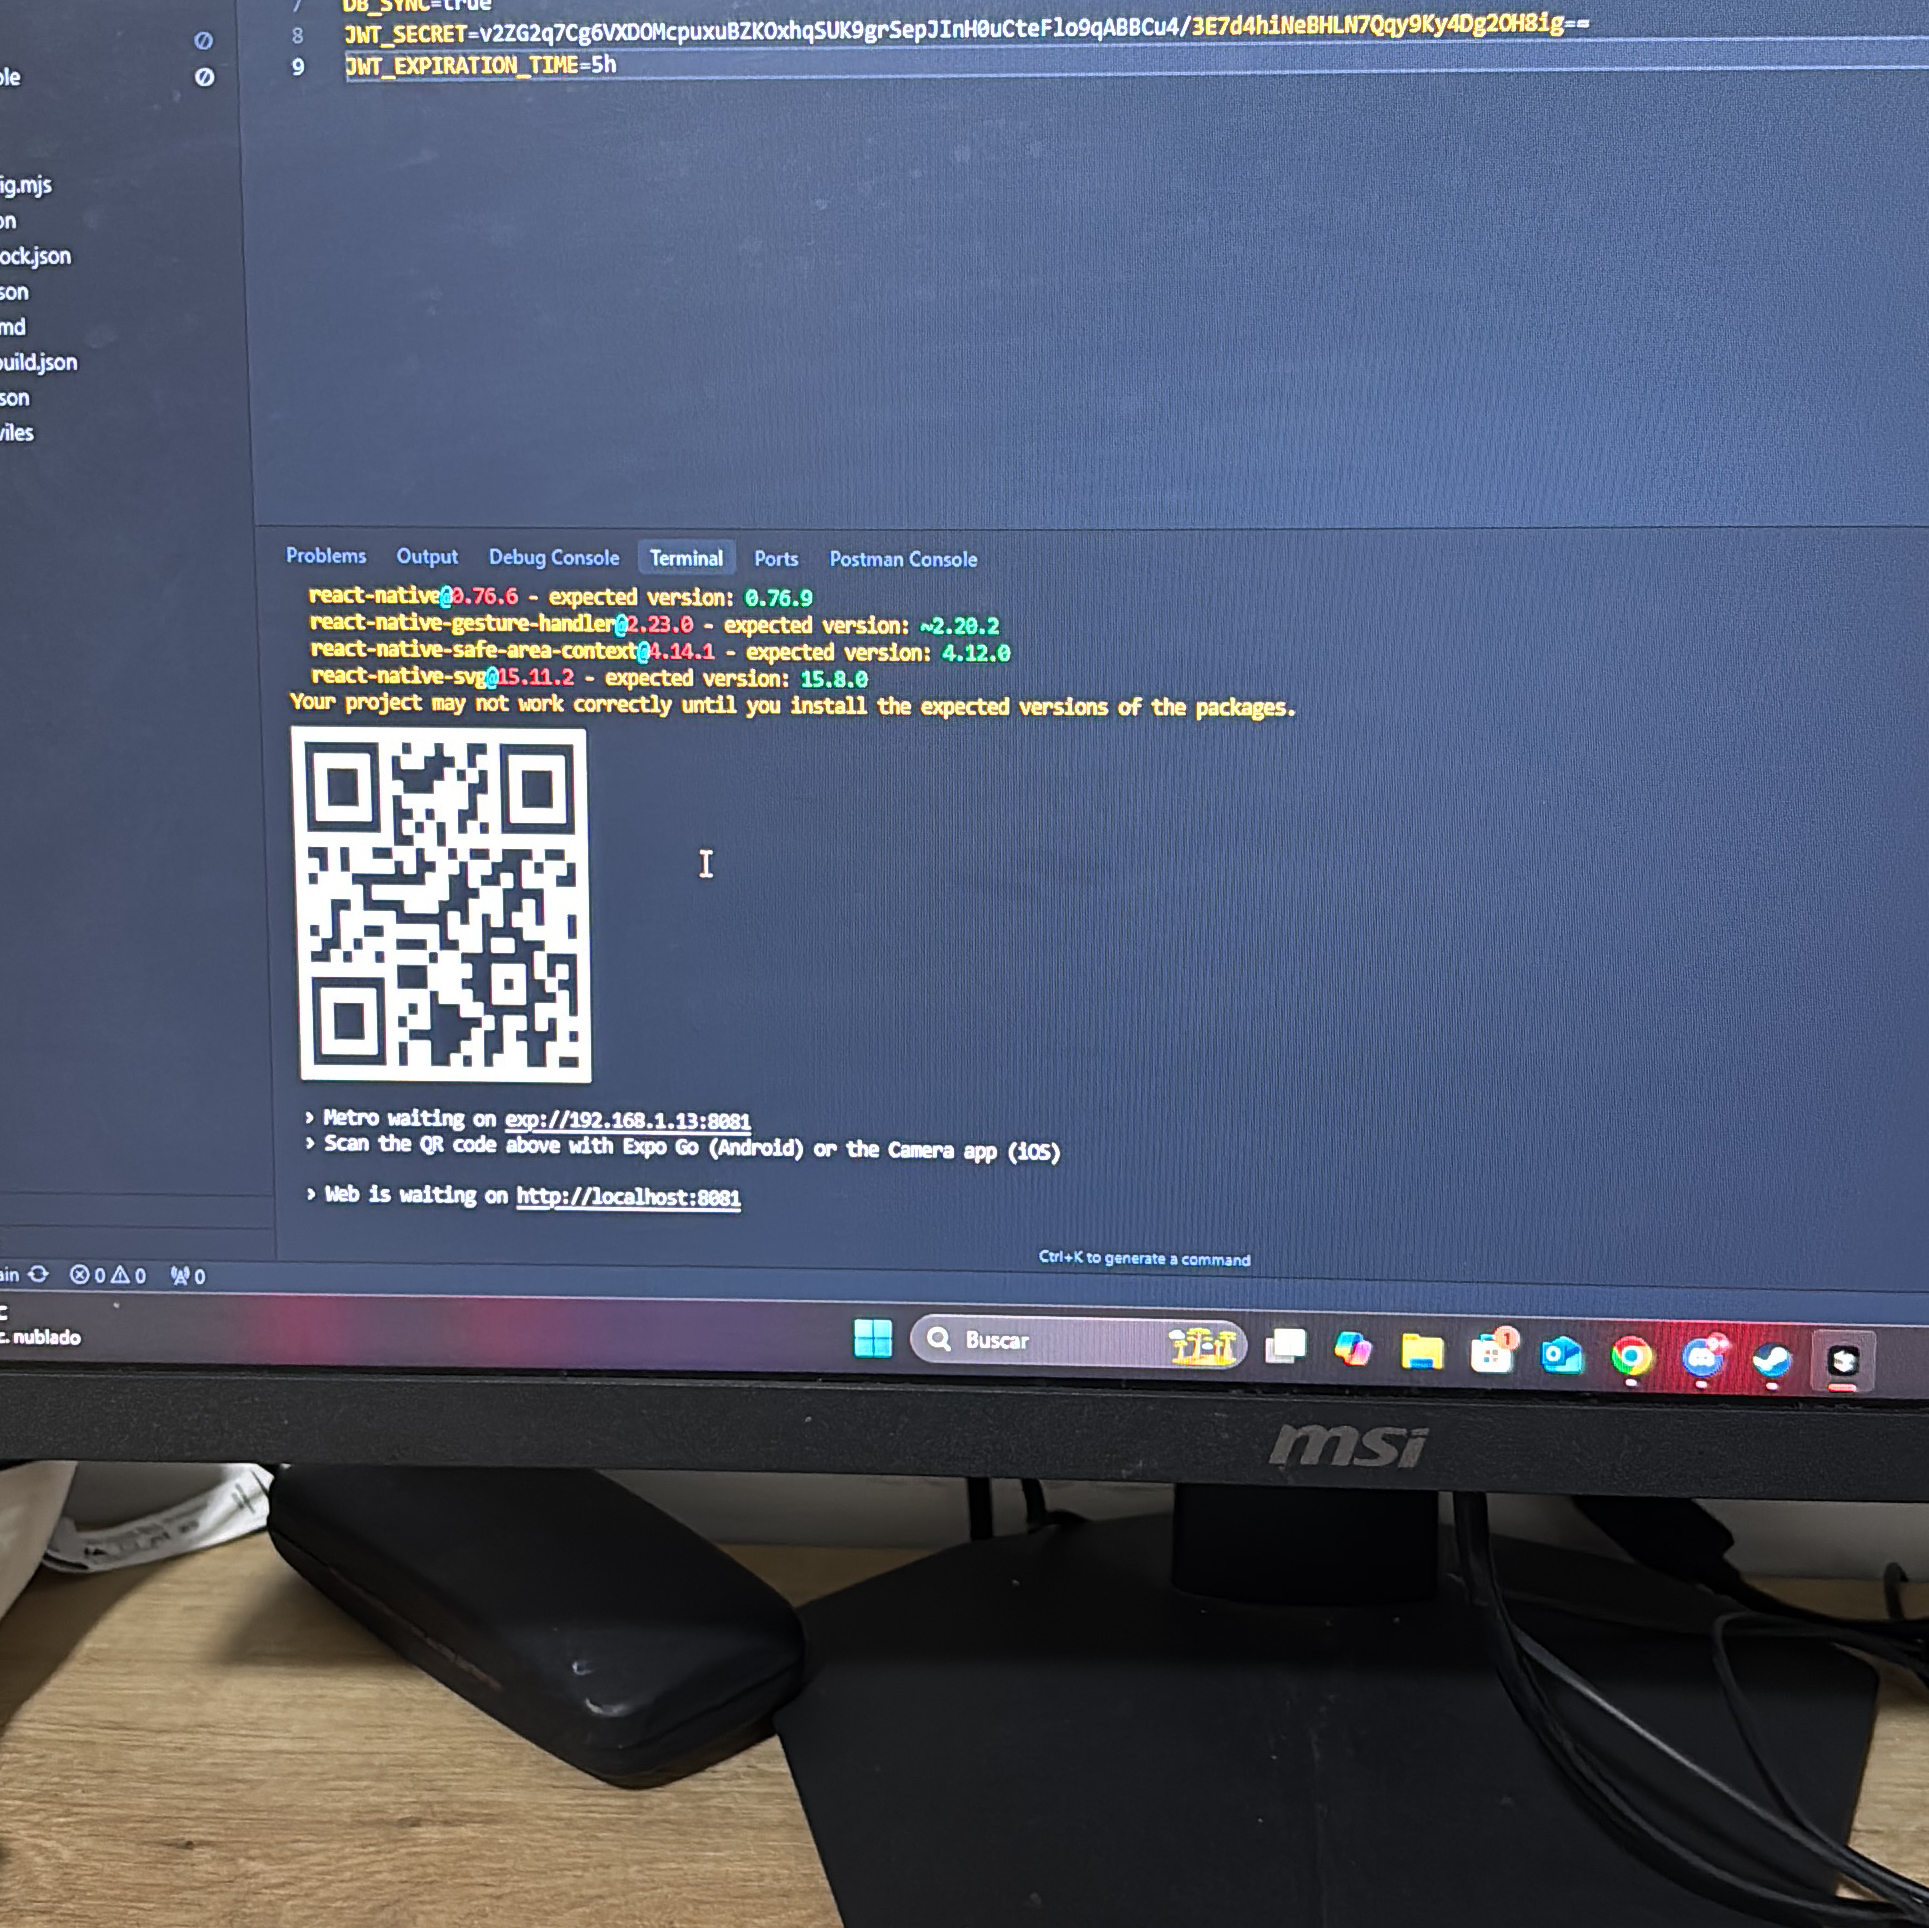 7 DB_SYNC=true
8 JWT_SECRET=v2ZG2q7Cg6VXDOMcpuxuBZKOxhqSUK9grSepJInH0uCteFlo9qABBCu4/3E7d4hiNeBHLN7Qqy9Ky4Dg2OH8ig==
9 JWT_EXPIRATION_TIME=5h
ole
ig.mjs
on
ock.json
son
md
build.json
son
viles
Problems Output Debug Console Terminal Ports Postman Console
react-native@0.76.6 - expected version: 0.76.9
react-native-gesture-handler@2.23.0 - expected version: ~2.20.2
react-native-safe-area-context@4.14.1 - expected version: 4.12.0
react-native-svg@15.11.2 - expected version: 15.8.0
Your project may not work correctly until you install the expected versions of the packages.
› Metro waiting on exp://192.168.1.13:8081
› Scan the QR code above with Expo Go (Android) or the Camera app (iOS)
› Web is waiting on http://localhost:8081
Ctrl+K to generate a command
ain 0 0 0
C
c. nublado
Buscar
1
msi